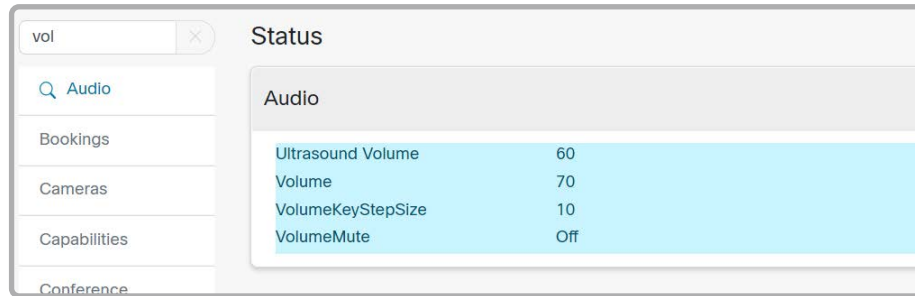 vol
Status
Audio
Bookings
Cameras
Capabilities
Conference
Audio
Ultrasound Volume 60
Volume 70
VolumeKeyStepSize 10
VolumeMute Off